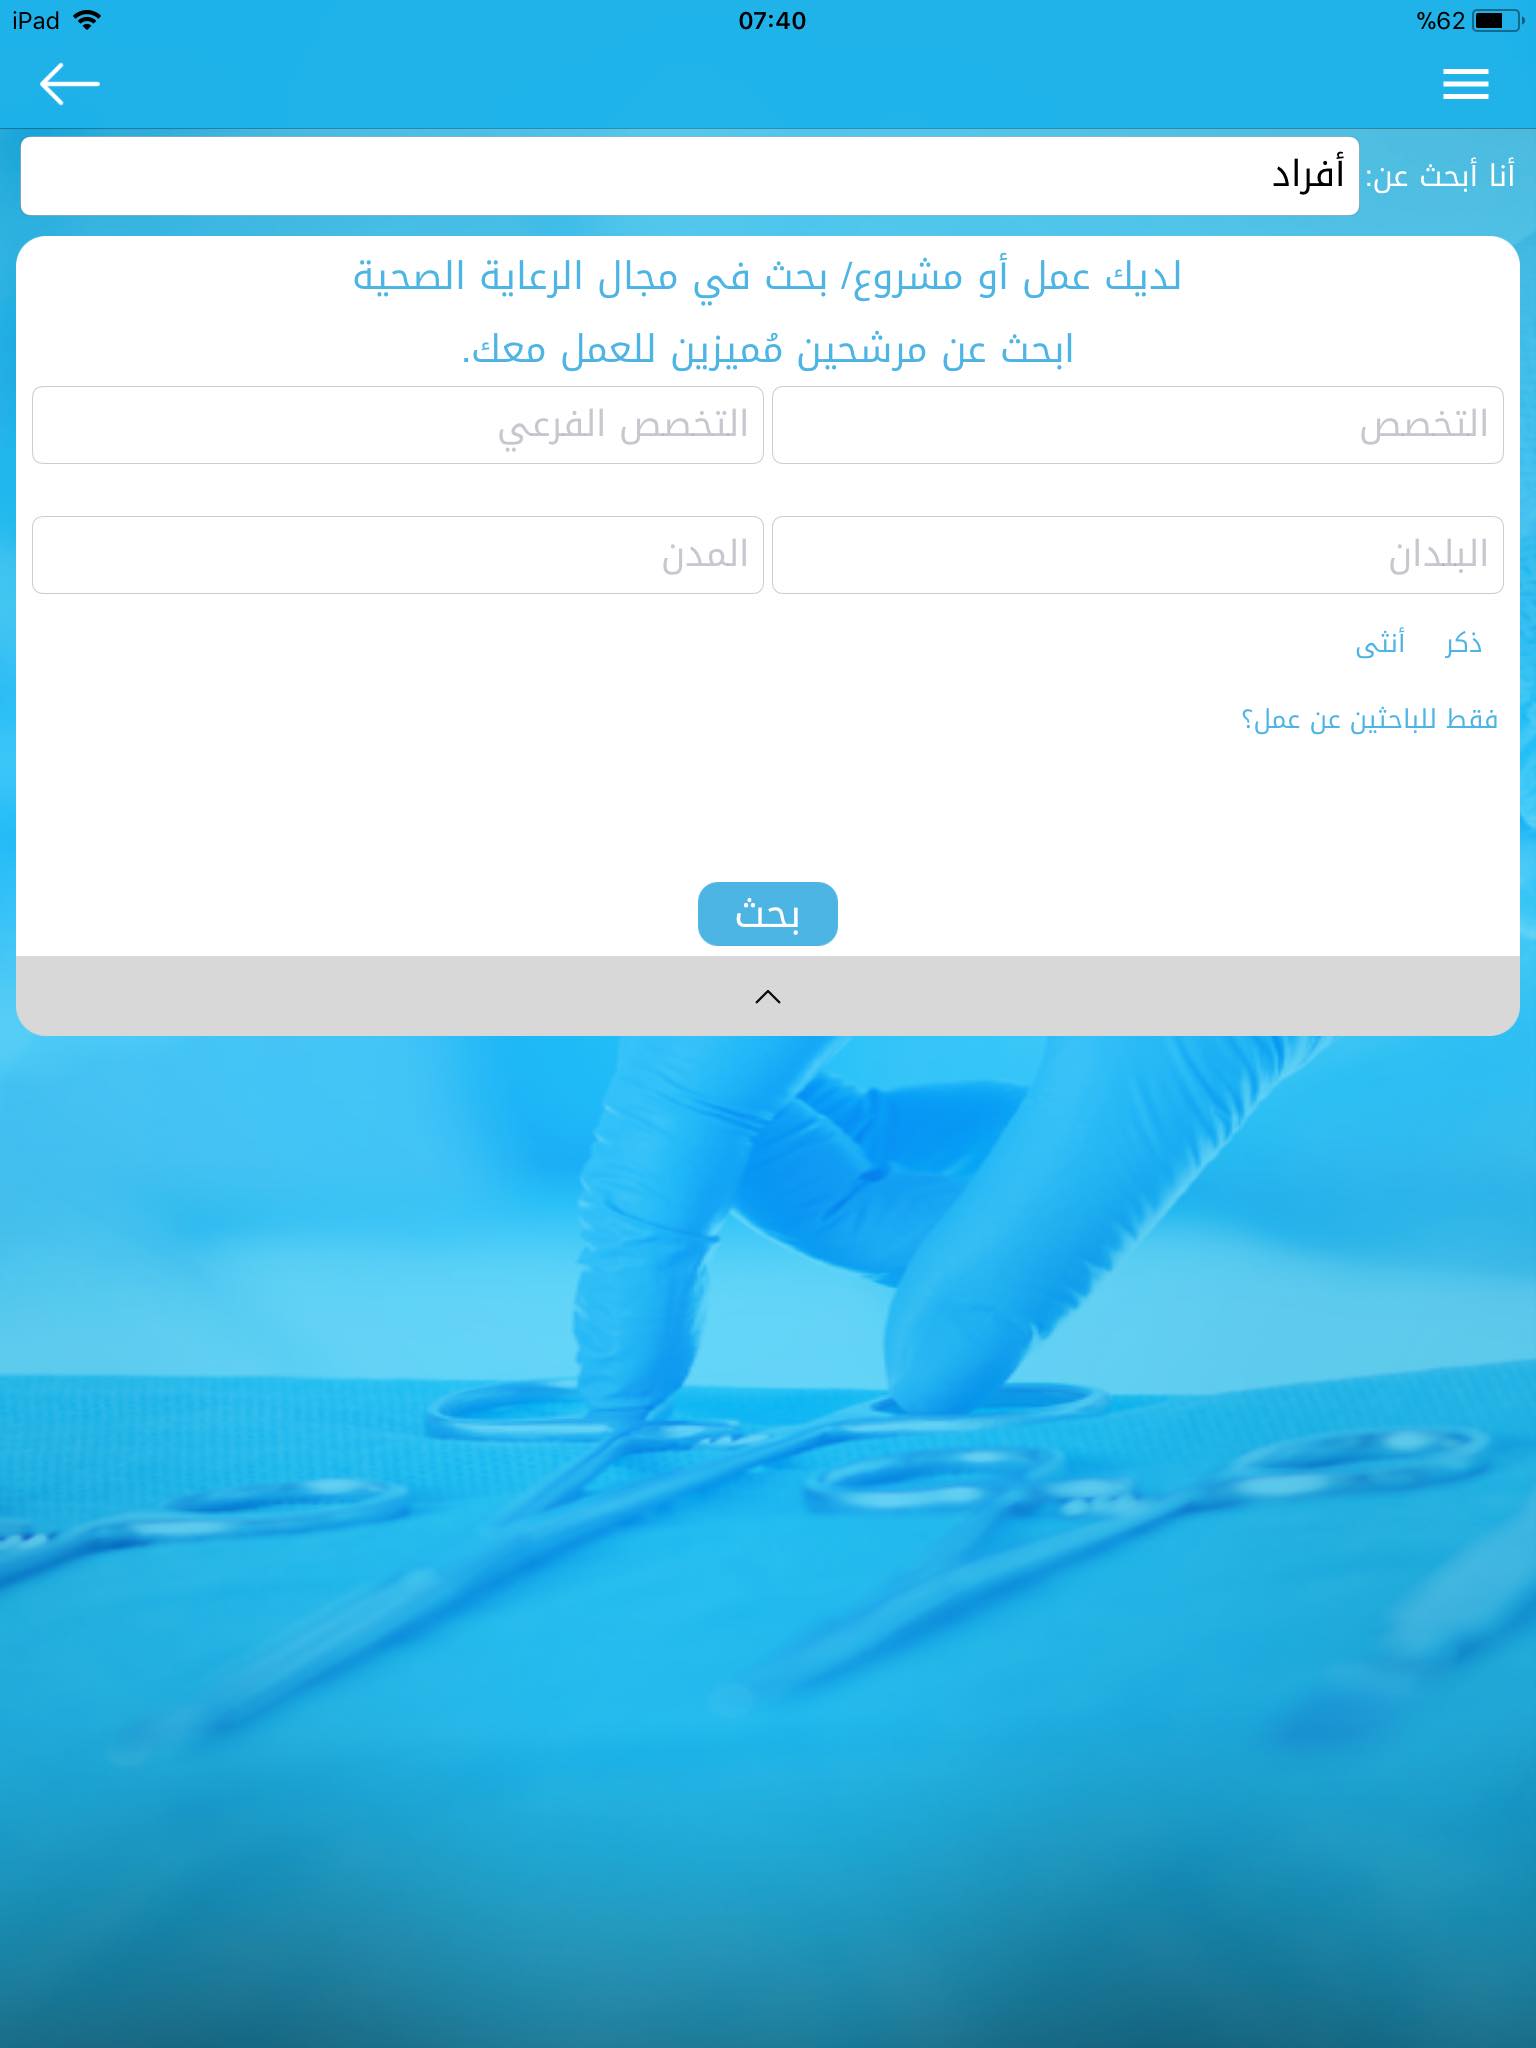 iPad 07:40 %62
أنا أبحث عن: أفراد
لديك عمل أو مشروع/ بحث في مجال الرعاية الصحية
ابحث عن مرشحين مُميزين للعمل معك.
التخصص التخصص الفرعي
البلدان المدن
ذكر أنثى
فقط للباحثين عن عمل؟
بحث